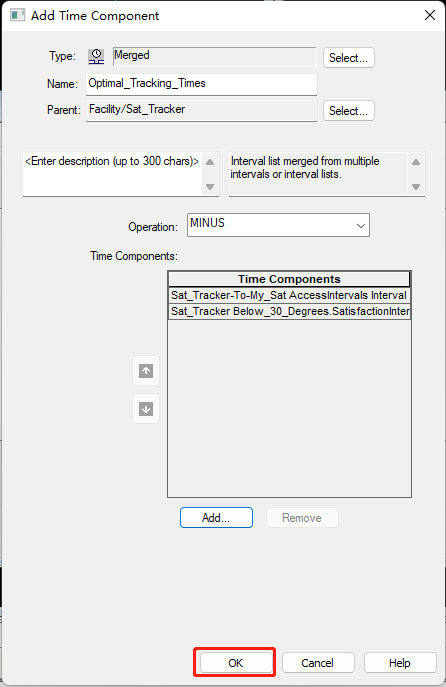 Add Time Component
Type: Merged Select...
Name: Optimal_Tracking_Times
Parent: Facility/Sat_Tracker Select...
<Enter description (up to 300 chars)>
Interval list merged from multiple
intervals or interval lists.
Operation: MINUS
Time Components:
Time Components
Sat_Tracker-To-My_Sat AccessIntervals Interval
Sat_Tracker Below_30_Degrees.SatisfactionInter
Add... Remove
OK Cancel Help